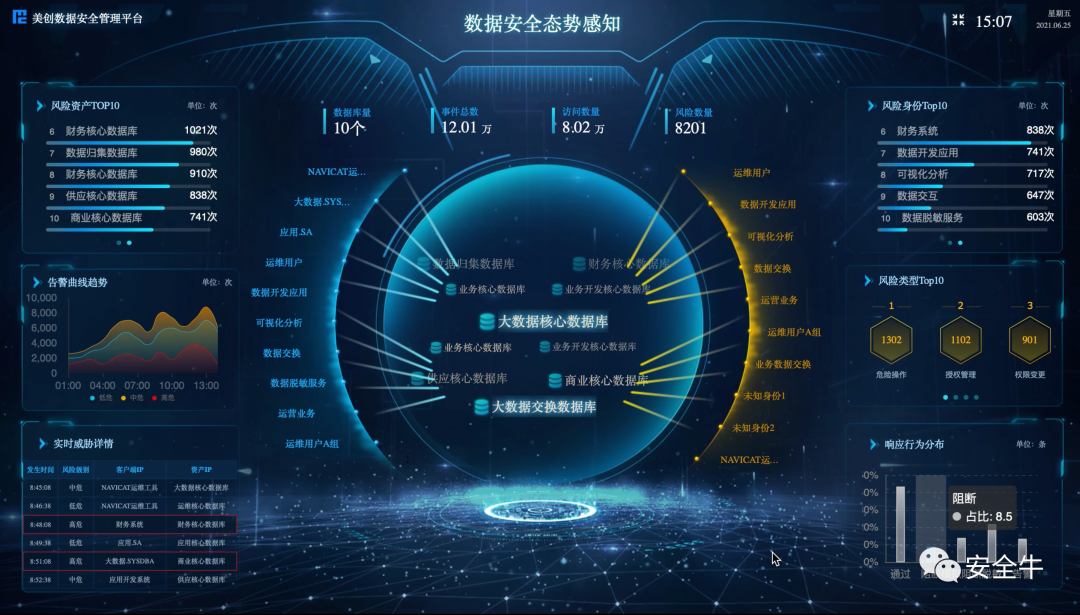 美创数据安全管理平台
数据安全态势感知
15:07
星期五
2021.06.25
风险资产TOP10
单位: 次
6 财务核心数据库 1021次
7 数据归集数据库 980次
8 财务核心数据库 910次
9 供应核心数据库 838次
10 商业核心数据库 741次
告警曲线趋势
单位: 次
10,000
8,000
6,000
4,000
2,000
0
01:00 04:00 07:00 10:00 13:00
低危 中危 高危
实时威胁详情
发生时间 风险级别 客户端IP 资产IP
8:45:08 中危 NAVICAT运维工具 大数据核心数据库
8:46:38 低危 NAVICAT运维工具 运维核心数据库
8:48:08 高危 财务系统 财务核心数据库
8:49:38 低危 应用.SA 应用核心数据库
8:51:08 高危 大数据.SYSDBA 商业核心数据库
8:52:38 中危 应用开发系统 供应核心数据库
数据库量
10个
事件总数
12.01 万
访问数量
8.02 万
风险数量
8201
NAVICAT运...
大数据.SYS...
应用.SA
运维用户
数据开发应用
可视化分析
数据交换
数据脱敏服务
运营业务
运维用户A组
数据归集数据库
财务核心数据库
业务核心数据库
业务开发核心数据库
大数据核心数据库
业务核心数据库
业务开发核心数据库
供应核心数据库
商业核心数据库
大数据交换数据库
运维用户
数据开发应用
可视化分析
数据交换
运营业务
运维用户A组
业务数据交换
未知身份1
未知身份2
NAVICAT运...
风险身份Top10
单位: 次
6 财务系统 838次
7 数据开发应用 741次
8 可视化分析 717次
9 数据交互 647次
10 数据脱敏服务 603次
风险类型Top10
1 2 3
1302 1102 901
危险操作 授权管理 权限变更
响应行为分布
单位: 条
阻断
占比: 8.5
通过
安全牛